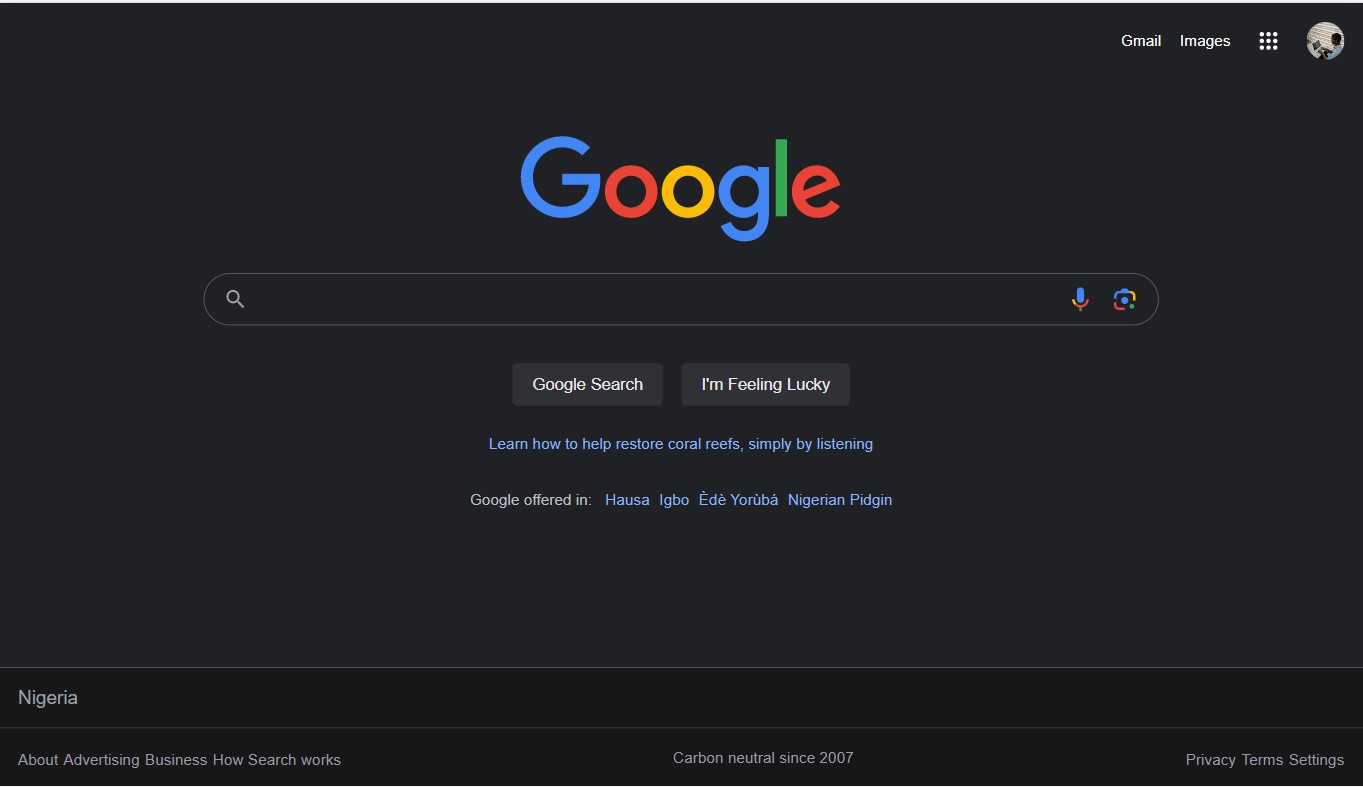 Gmail Images
Google
Google Search I'm Feeling Lucky
Learn how to help restore coral reefs, simply by listening
Google offered in: Hausa Igbo Èdè Yorùbá Nigerian Pidgin
Nigeria
About Advertising Business How Search works Carbon neutral since 2007 Privacy Terms Settings